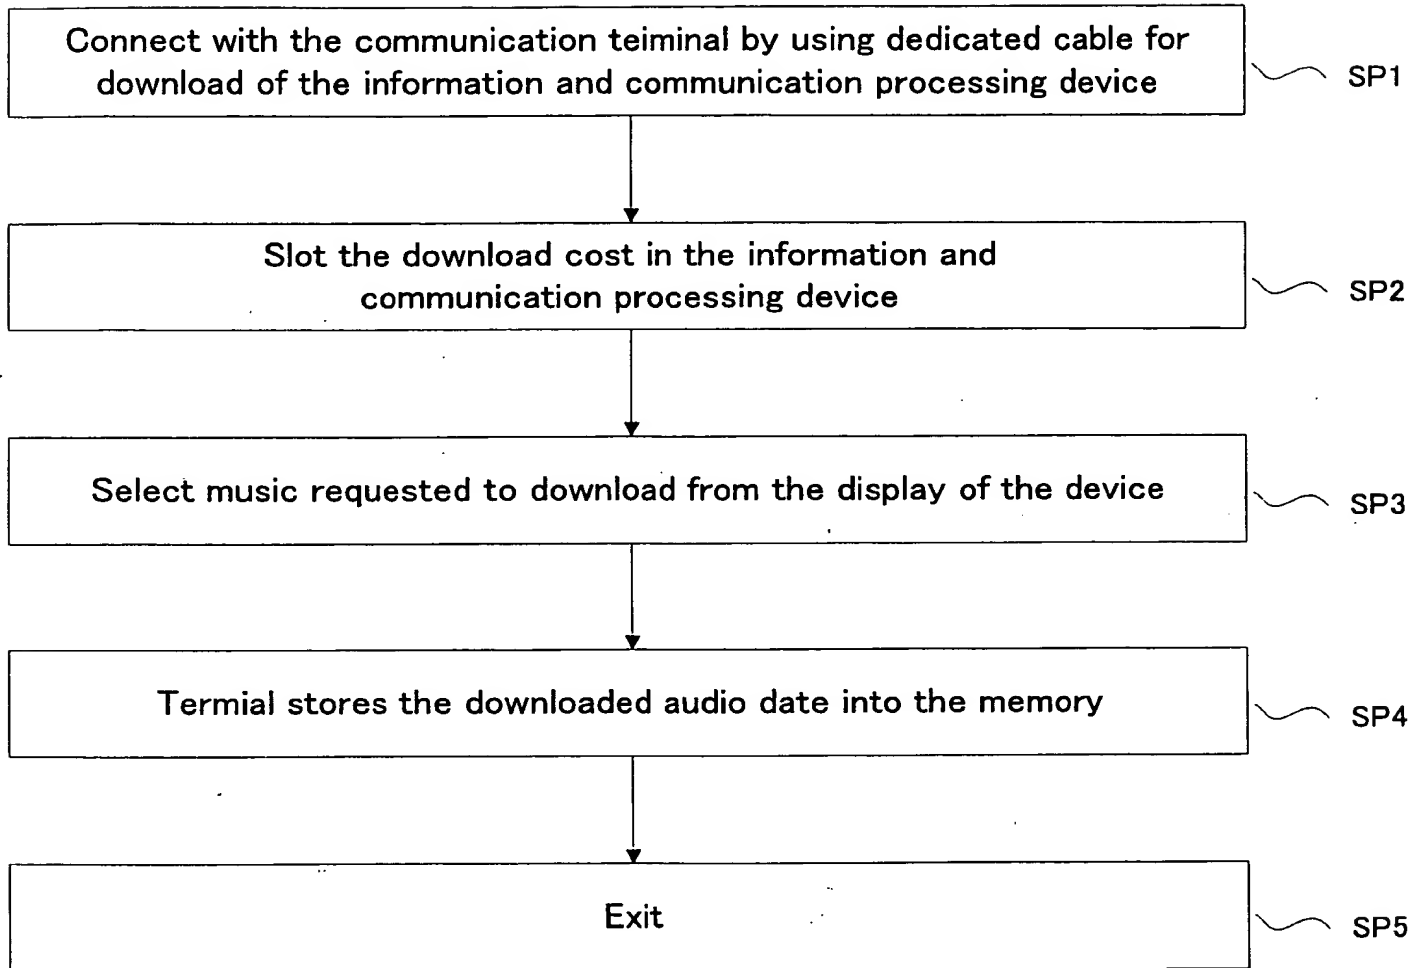 Connect with the communication teiminal by using dedicated cable for
download of the information and communication processing device
SP1
Slot the download cost in the information and
communication processing device
SP2
Select music requested to download from the display of the device
SP3
Termial stores the downloaded audio date into the memory
SP4
Exit
SP5